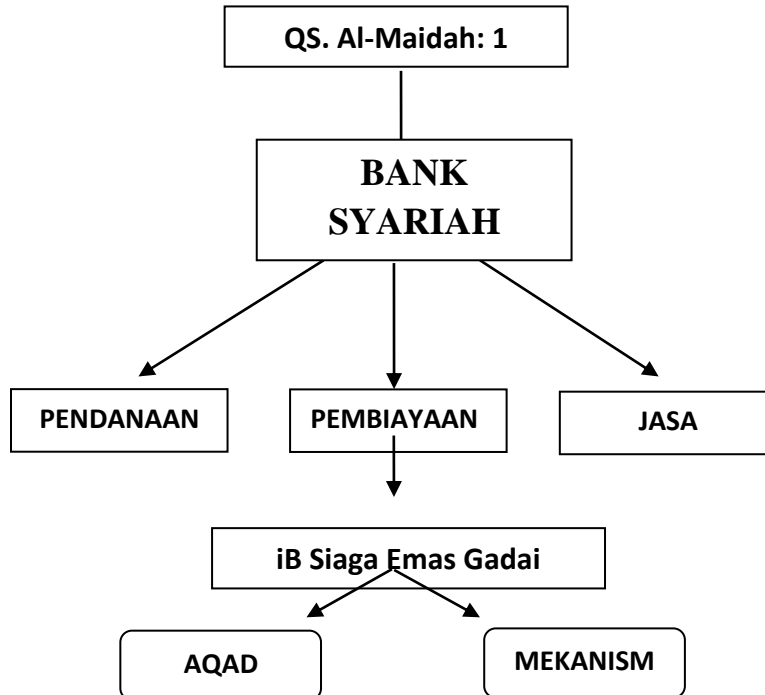 QS. Al-Maidah: 1
BANK
SYARIAH
PENDANAAN
PEMBIAYAAN
JASA
iB Siaga Emas Gadai
AQAD
MEKANISM